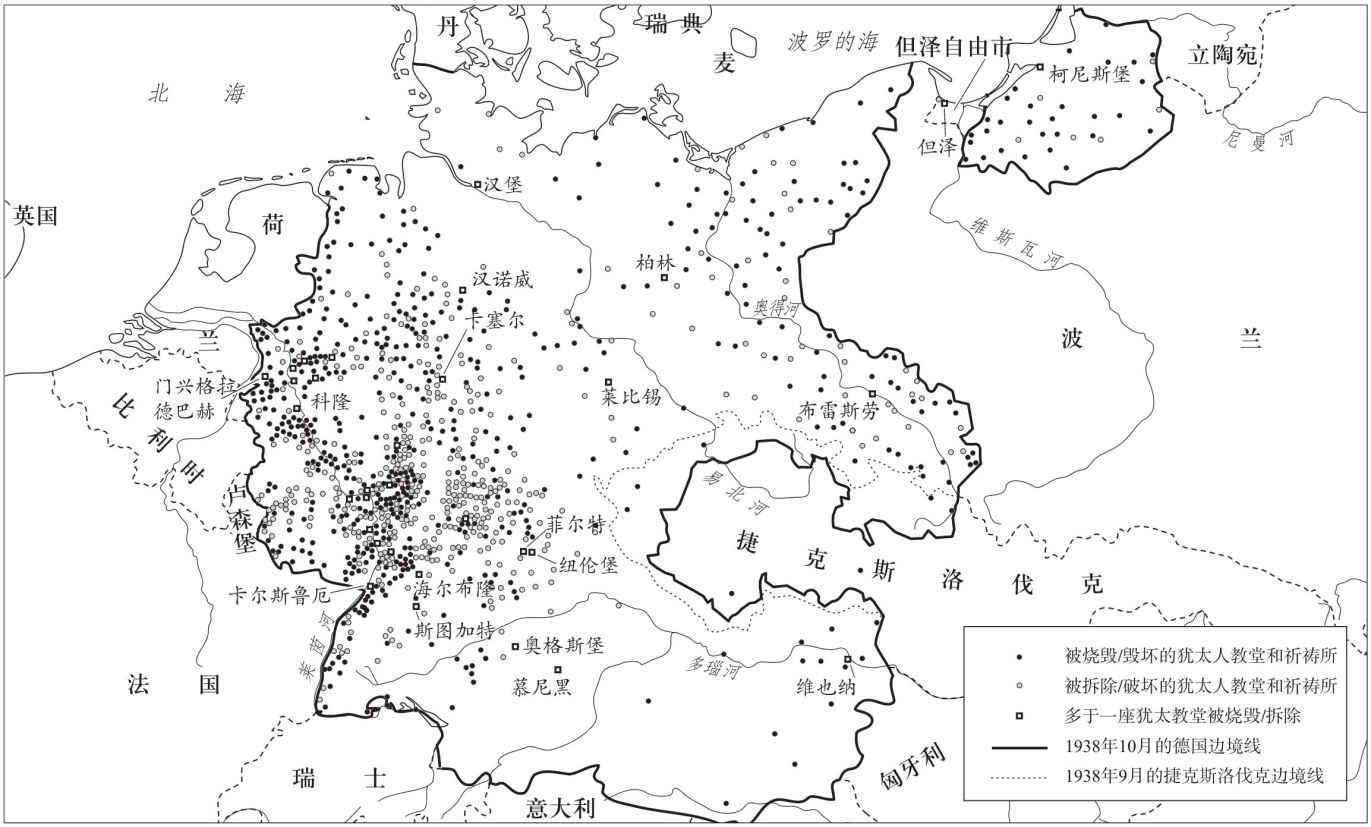 丹
麦
瑞典
波罗的海
但泽自由市
立陶宛
柯尼斯堡
北海
但泽
尼曼河
汉堡
英国
荷
兰
维斯瓦河
柏林
汉诺威
奥得河
卡塞尔
波兰
门兴格拉
德巴赫
科隆
莱比锡
布雷斯劳
比利时
易北河
卢森堡
菲尔特
捷克斯洛伐克
纽伦堡
卡尔斯鲁厄
海尔布隆
莱茵河
斯图加特
奥格斯堡
多瑙河
法国
慕尼黑
维也纳
瑞士
意大利
匈牙利
被烧毁/毁坏的犹太人教堂和祈祷所
被拆除/破坏的犹太人教堂和祈祷所
多于一座犹太教堂被烧毁/拆除
1938年10月的德国边境线
1938年9月的捷克斯洛伐克边境线